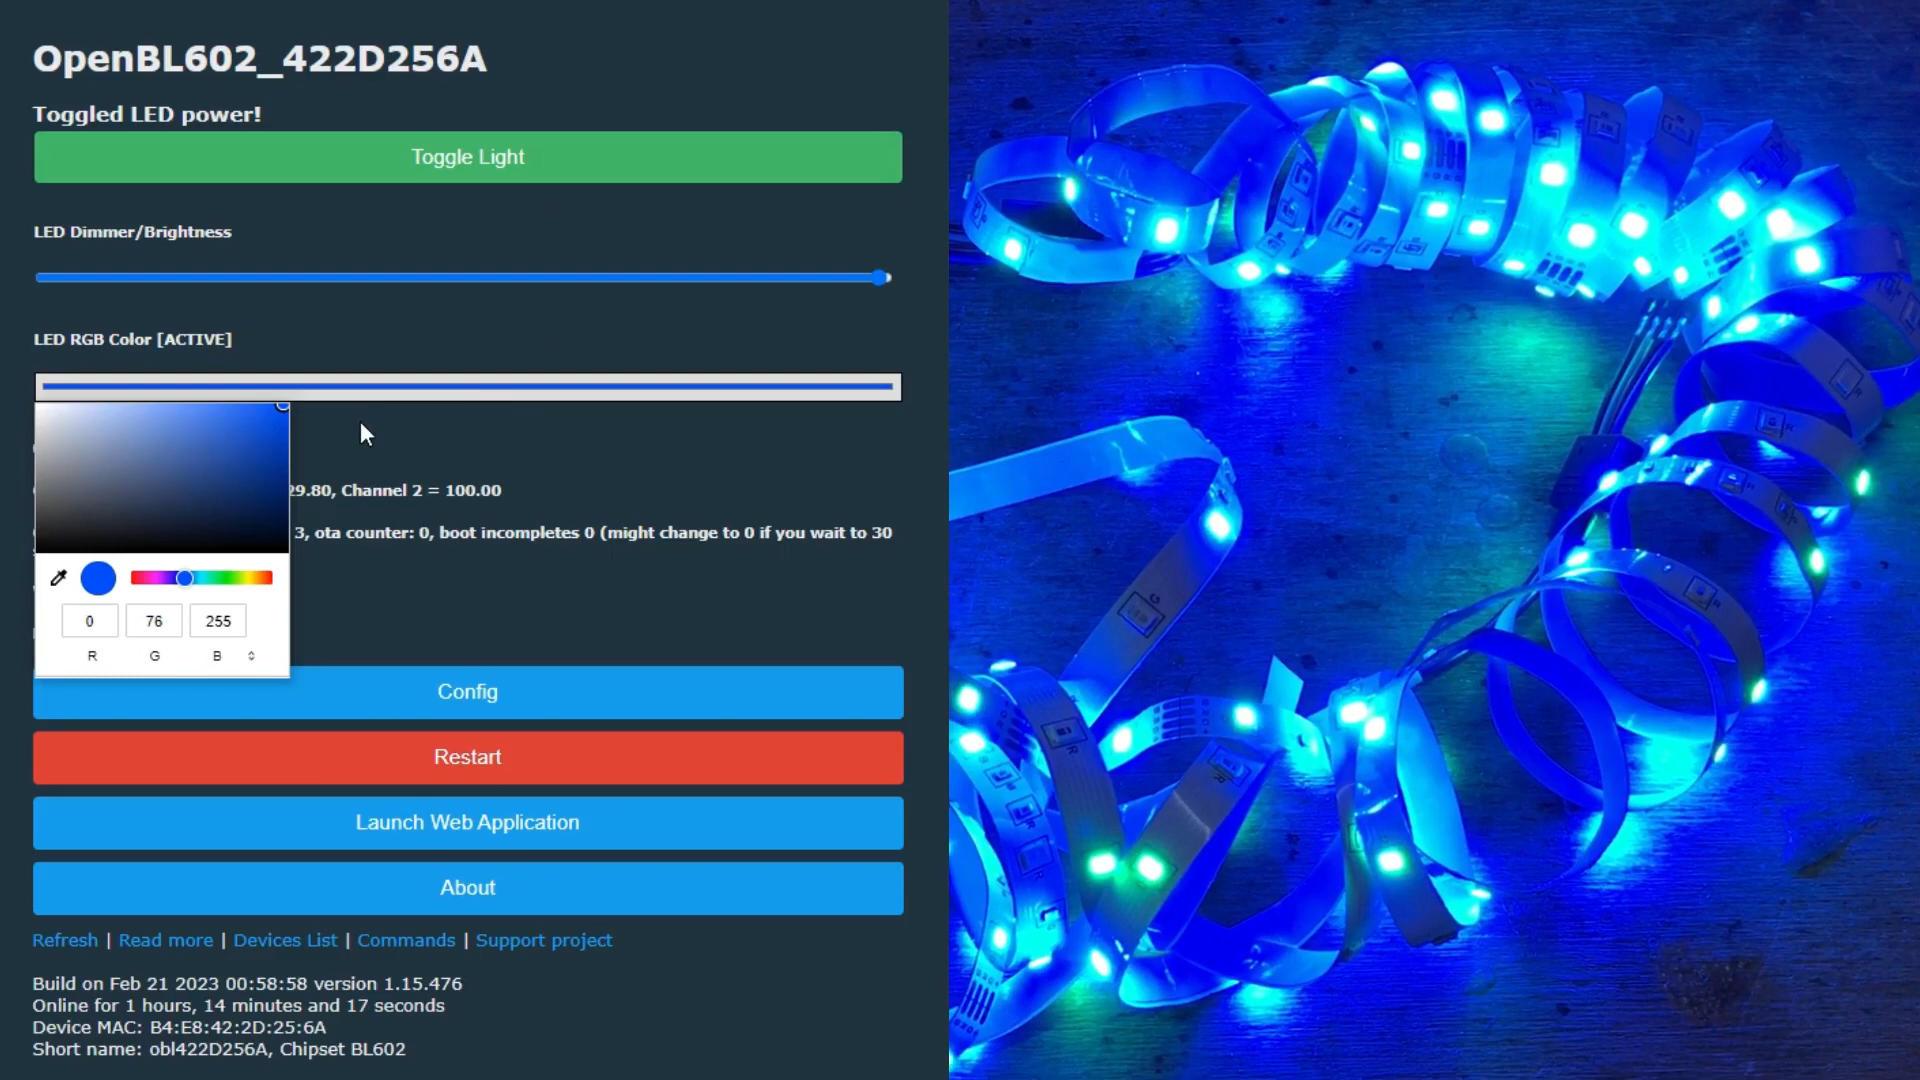 OpenBL602_422D256A
Toggled LED power!
Toggle Light
LED Dimmer/Brightness
LED RGB Color [ACTIVE]
29.80, Channel 2 = 100.00
3, ota counter: 0, boot incompletes 0 (might change to 0 if you wait to 30
0 76 255
R G B
Config
Restart
Launch Web Application
About
Refresh | Read more | Devices List | Commands | Support project
Build on Feb 21 2023 00:58:58 version 1.15.476
Online for 1 hours, 14 minutes and 17 seconds
Device MAC: B4:E8:42:2D:25:6A
Short name: obl422D256A, Chipset BL602